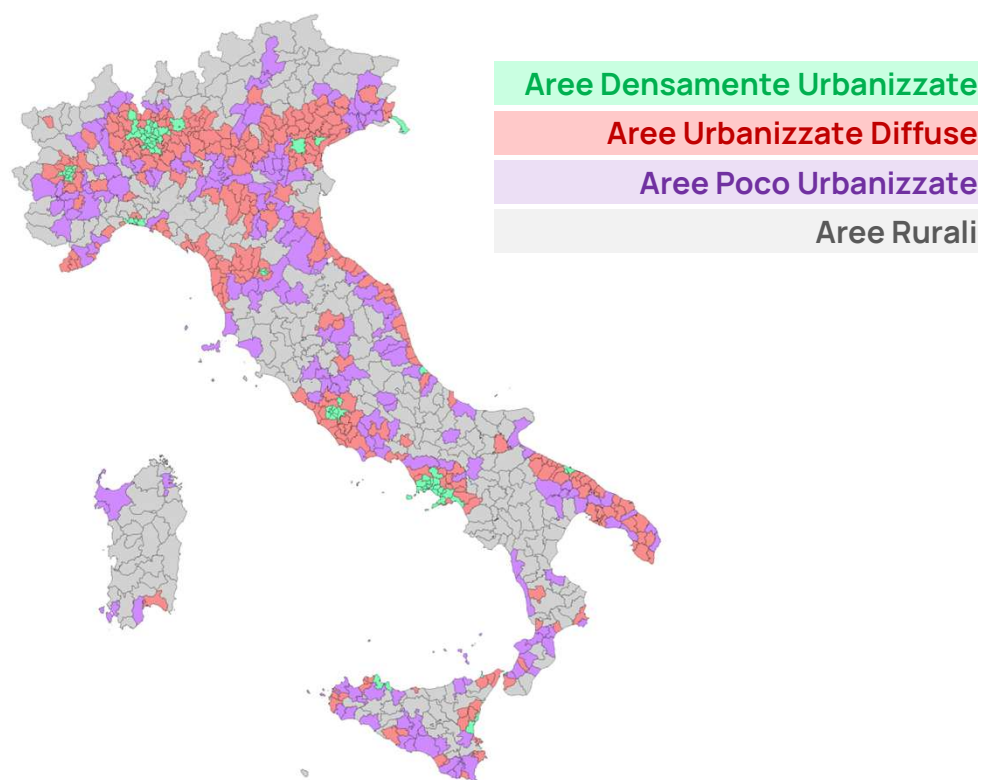 Aree Densamente Urbanizzate
Aree Urbanizzate Diffuse
Aree Poco Urbanizzate
Aree Rurali